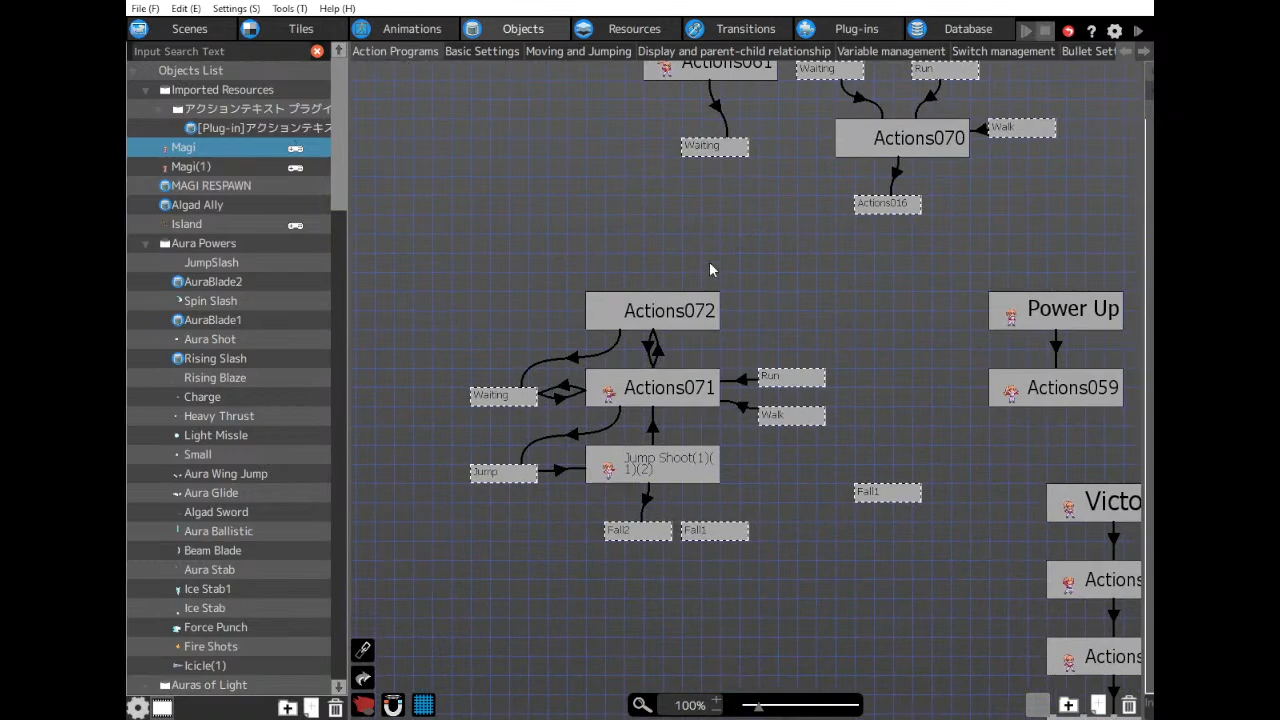 File (F) Edit (E) Settings (S) Tools (T) Help (H)
Scenes Tiles Animations Objects Resources Transitions Plug-ins Database
Input Search Text
Action Programs Basic Settings Moving and Jumping Display and parent-child relationship Variable management Switch management Bullet Set
Objects List
Imported Resources
アクションテキスト プラグイ
[Plug-in]アクションテキス
Magi
Magi(1)
MAGI RESPAWN
Algad Ally
Island
Aura Powers
JumpSlash
AuraBlade2
Spin Slash
AuraBlade1
Aura Shot
Rising Slash
Rising Blaze
Charge
Heavy Thrust
Light Missle
Small
Aura Wing Jump
Aura Glide
Algad Sword
Aura Ballistic
Beam Blade
Aura Stab
Ice Stab1
Ice Stab
Force Punch
Fire Shots
Icicle(1)
Auras of Light
Actions061
Waiting
Waiting
Run
Walk
Actions070
Actions016
Actions072
Actions071
Waiting
Run
Walk
Jump
Jump Shoot(1)(
1)(2)
Fall2
Fall1
Fall1
Power Up
Actions059
Victo
Actions
Actions
100%